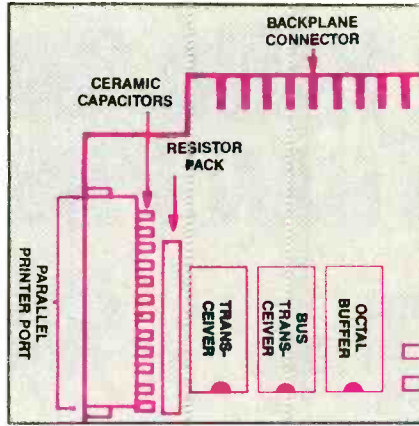 BACKPLANE
CONNECTOR
CERAMIC
CAPACITORS
RESISTOR
PACK
PARALLEL
PRINTER PORT
TRANS-
CEIVER
BUS
TRANS-
CEIVER
OCTAL
BUFFER